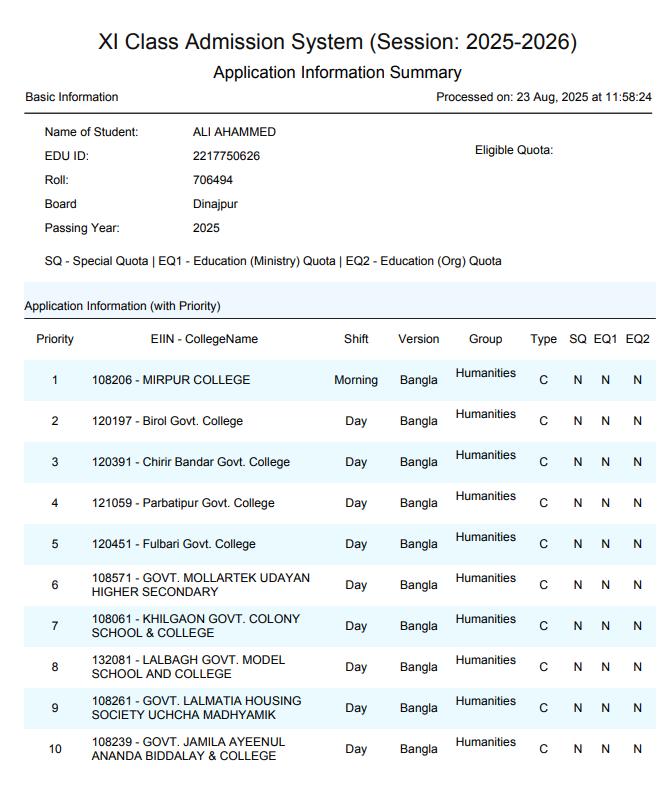 XI Class Admission System (Session: 2025-2026)
Application Information Summary
Basic Information Processed on: 23 Aug, 2025 at 11:58:24
Name of Student: ALI AHAMMED
Eligible Quota:
EDU ID: 2217750626
Roll: 706494
Board Dinajpur
Passing Year: 2025
SQ - Special Quota | EQ1 - Education (Ministry) Quota | EQ2 - Education (Org) Quota
Application Information (with Priority)
Priority EIIN - CollegeName Shift Version Group Type SQ EQ1 EQ2
1 108206 - MIRPUR COLLEGE Morning Bangla Humanities C N N N
2 120197 - Birol Govt. College Day Bangla Humanities C N N N
3 120391 - Chirir Bandar Govt. College Day Bangla Humanities C N N N
4 121059 - Parbatipur Govt. College Day Bangla Humanities C N N N
5 120451 - Fulbari Govt. College Day Bangla Humanities C N N N
6 108571 - GOVT. MOLLARTEK UDAYAN
HIGHER SECONDARY Day Bangla Humanities C N N N
7 108061 - KHILGAON GOVT. COLONY
SCHOOL & COLLEGE Day Bangla Humanities C N N N
8 132081 - LALBAGH GOVT. MODEL
SCHOOL AND COLLEGE Day Bangla Humanities C N N N
9 108261 - GOVT. LALMATIA HOUSING
SOCIETY UCHCHA MADHYAMIK Day Bangla Humanities C N N N
10 108239 - GOVT. JAMILA AYEENUL
ANANDA BIDDALAY & COLLEGE Day Bangla Humanities C N N N